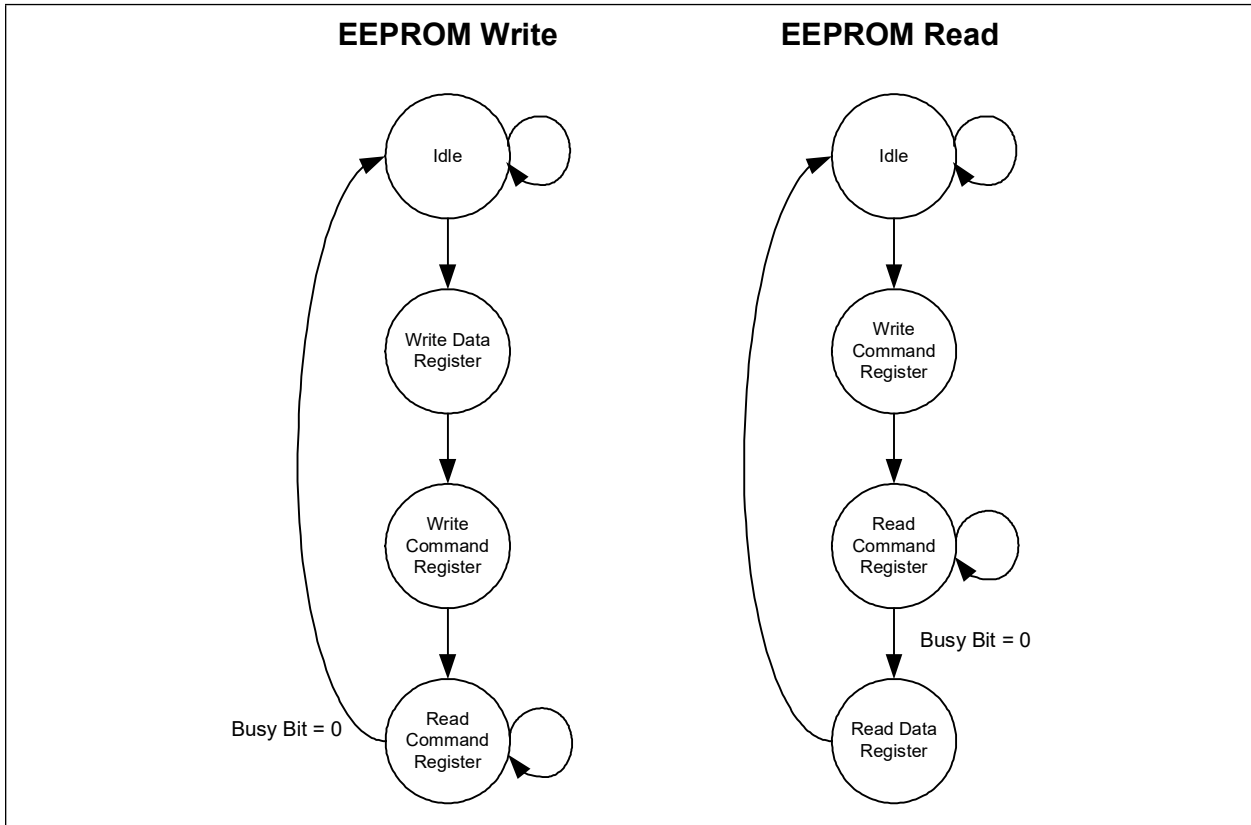 EEPROM Write
Idle
Write Data
Register
Write
Command
Register
Read
Command
Register
Busy Bit = 0
EEPROM Read
Idle
Write
Command
Register
Read
Command
Register
Busy Bit = 0
Read Data
Register